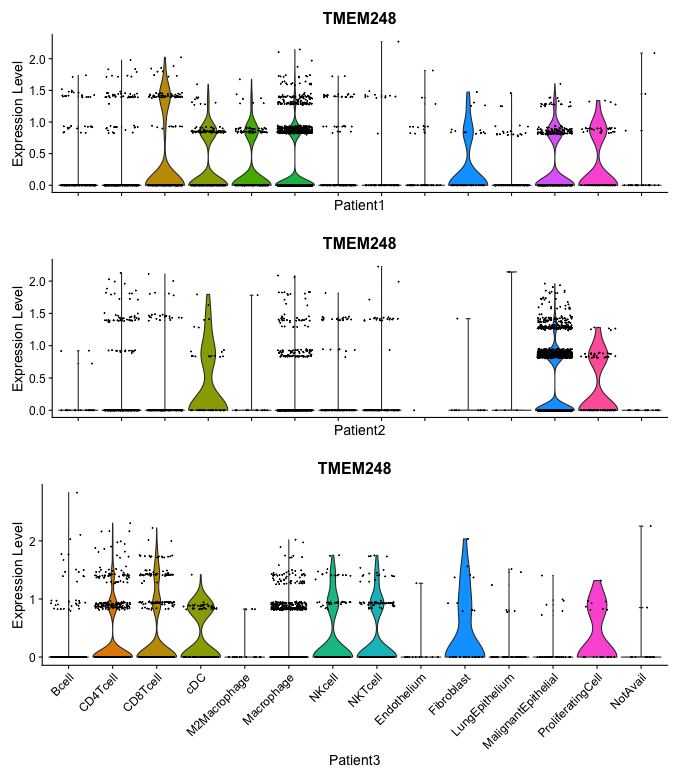 TMEM248
Expression Level
2.0
1.5
1.0
0.5
0.0
Patient1
TMEM248
Expression Level
2.0
1.5
1.0
0.5
0.0
Patient2
TMEM248
Expression Level
2
1
0
Bcell
CD4Tcell
CD8Tcell
cDC
M2Macrophage
Macrophage
NKcell
NKTcell
Endothelium
Fibroblast
LungEpithelium
MalignantEpithelial
ProliferatingCell
NotAvail
Patient3